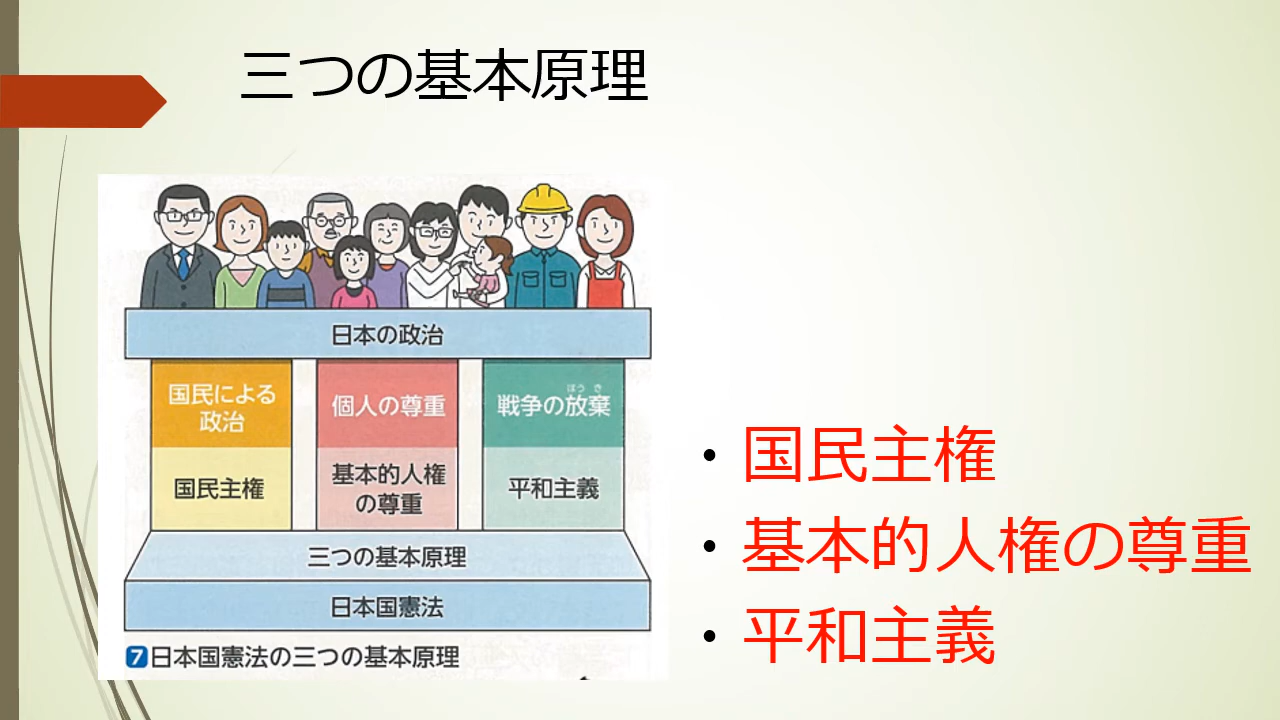 三つの基本原理
日本の政治
国民による
政治
国民主権
個人の尊重
基本的人権
の尊重
ほうき
戦争の放棄
平和主義
三つの基本原理
日本国憲法
7 日本国憲法の三つの基本原理
・国民主権
・基本的人権の尊重
・平和主義